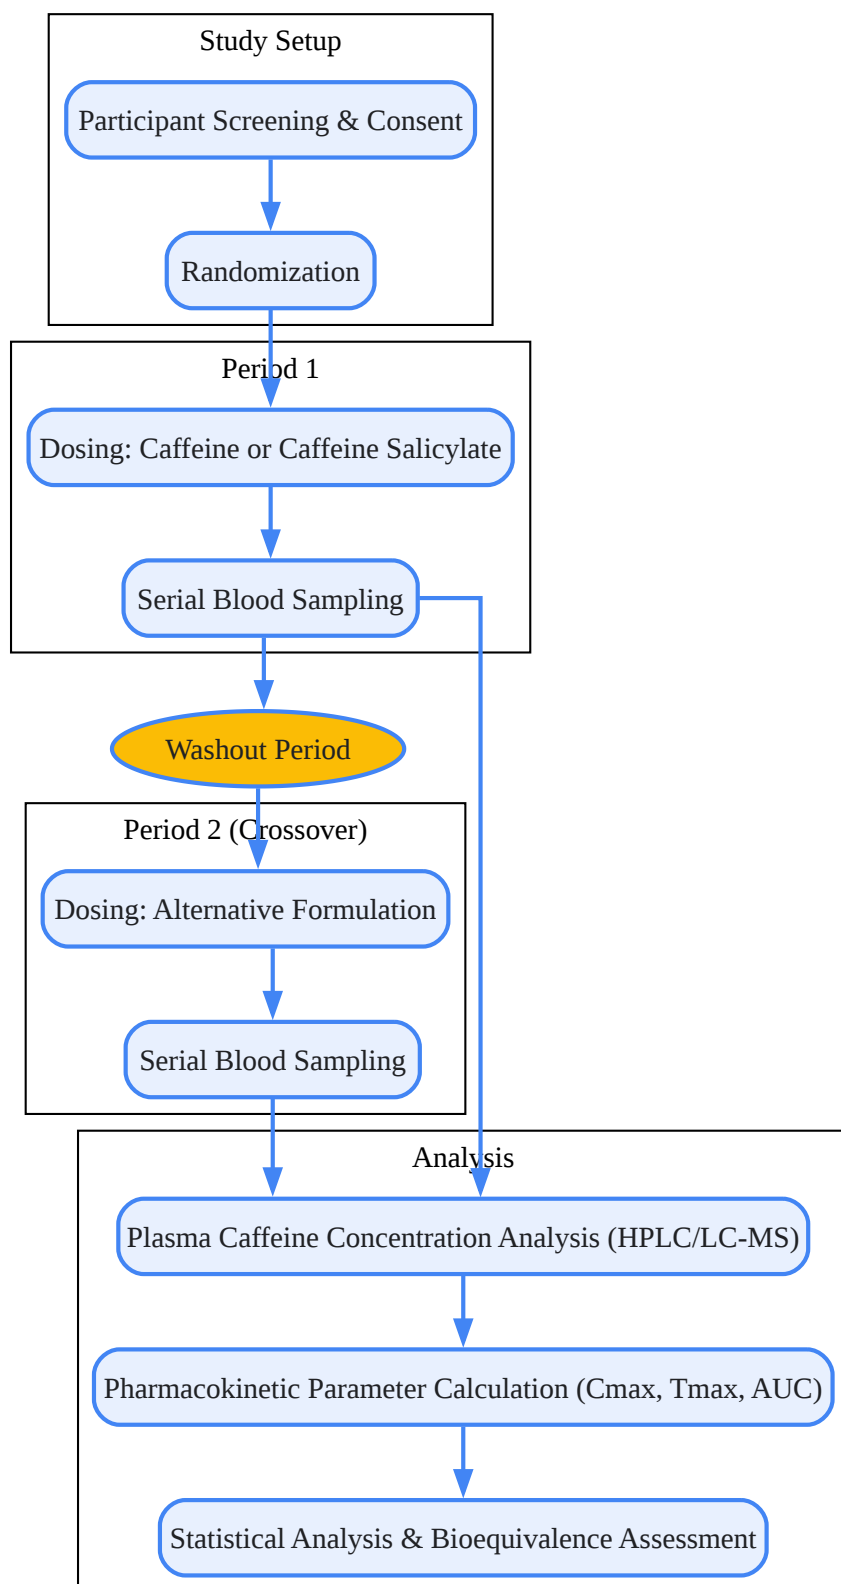 Study Setup
Participant Screening & Consent
Randomization
Period 1
Dosing: Caffeine or Caffeine Salicylate
Serial Blood Sampling
Washout Period
Period 2 (Crossover)
Dosing: Alternative Formulation
Serial Blood Sampling
Analysis
Plasma Caffeine Concentration Analysis (HPLC/LC-MS)
Pharmacokinetic Parameter Calculation (Cmax, Tmax, AUC)
Statistical Analysis & Bioequivalence Assessment